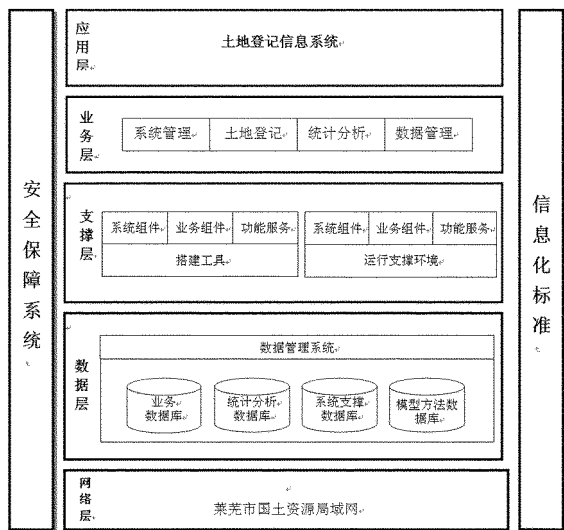 安全保障系统
应用层
土地登记信息系统
业务层
系统管理 土地登记 统计分析 数据管理
支撑层
系统组件 业务组件 功能服务
搭建工具
系统组件 业务组件 功能服务
运行支撑环境
数据层
数据管理系统
业务
数据库
统计分析
数据库
系统支撑
数据库
模型方法数
据库
网络层
莱芜市国土资源局域网
信息化标准